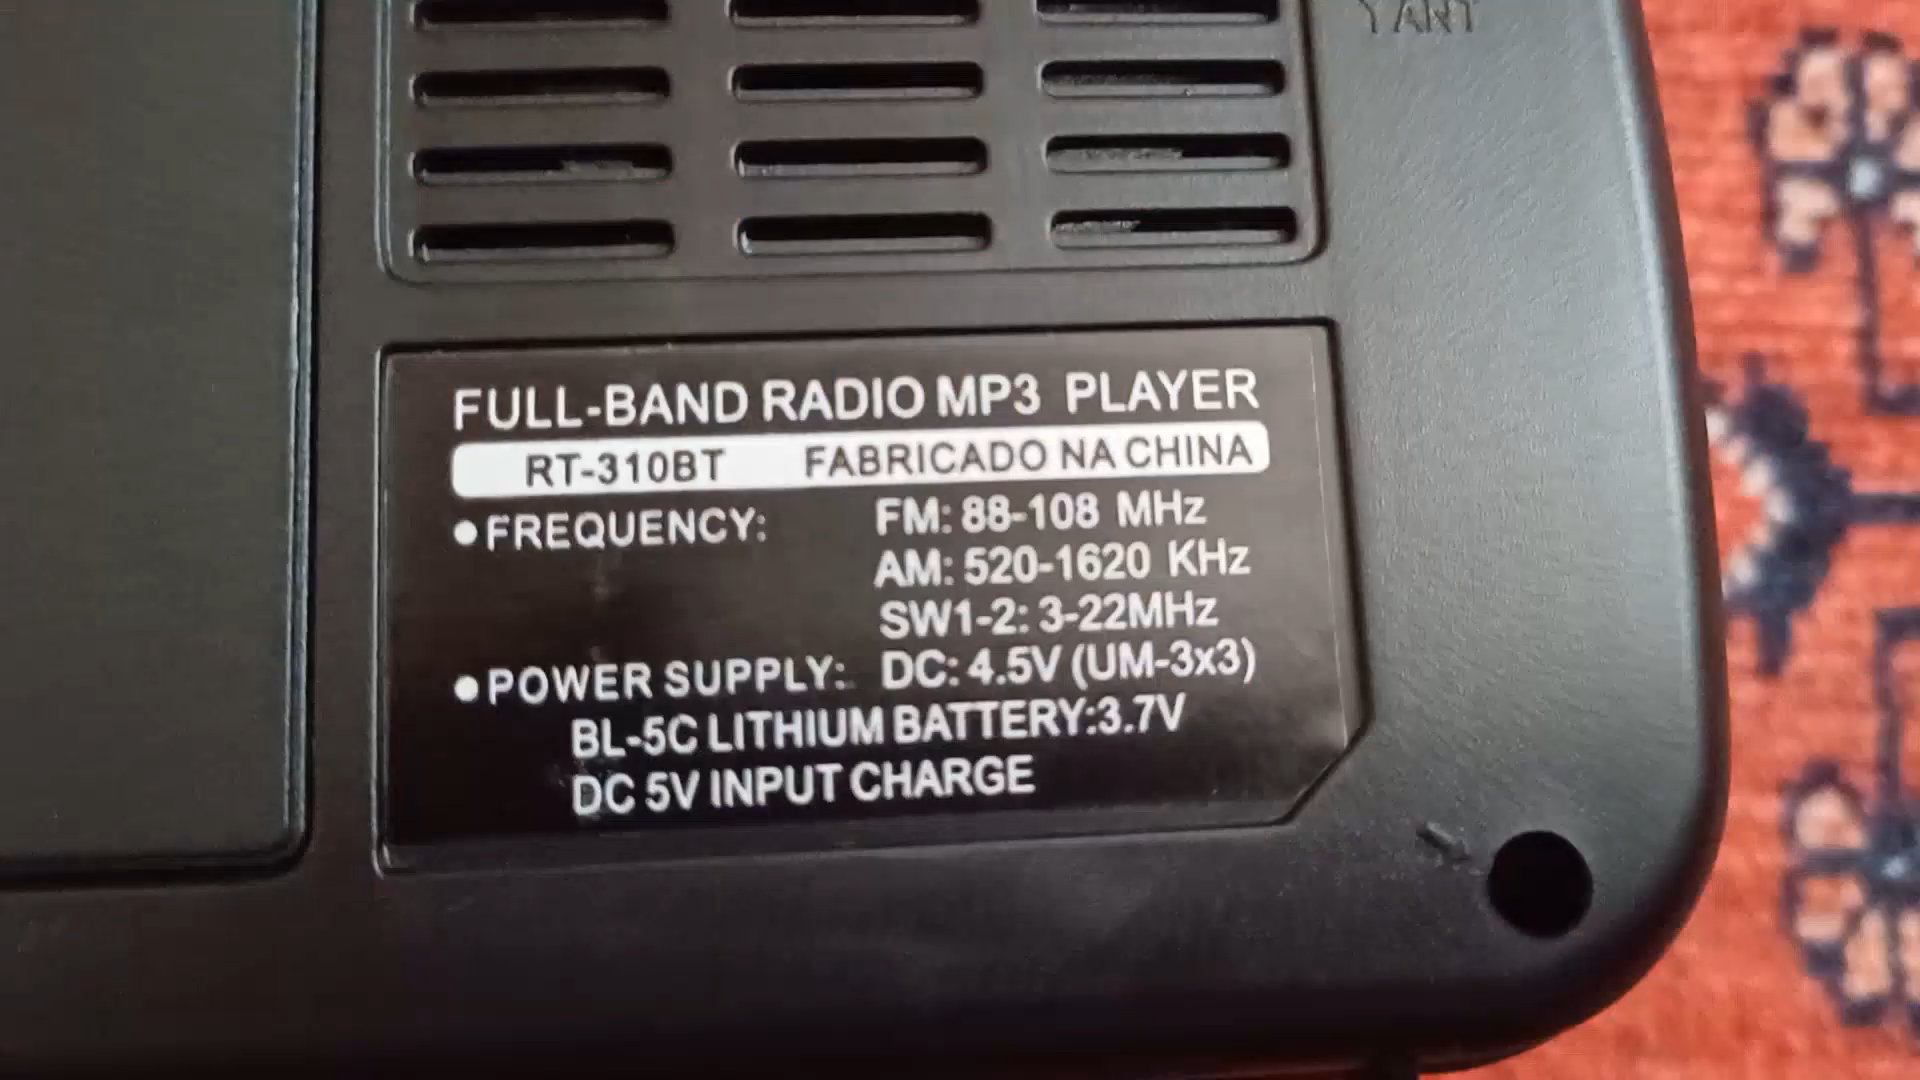 FULL-BAND RADIO MP3 PLAYER
RT-310BT FABRICADO NA CHINA
●FREQUENCY: FM: 88-108 MHz
AM: 520-1620 KHz
SW1-2: 3-22MHz
●POWER SUPPLY: DC: 4.5V (UM-3x3)
BL-5C LITHIUM BATTERY:3.7V
DC 5V INPUT CHARGE